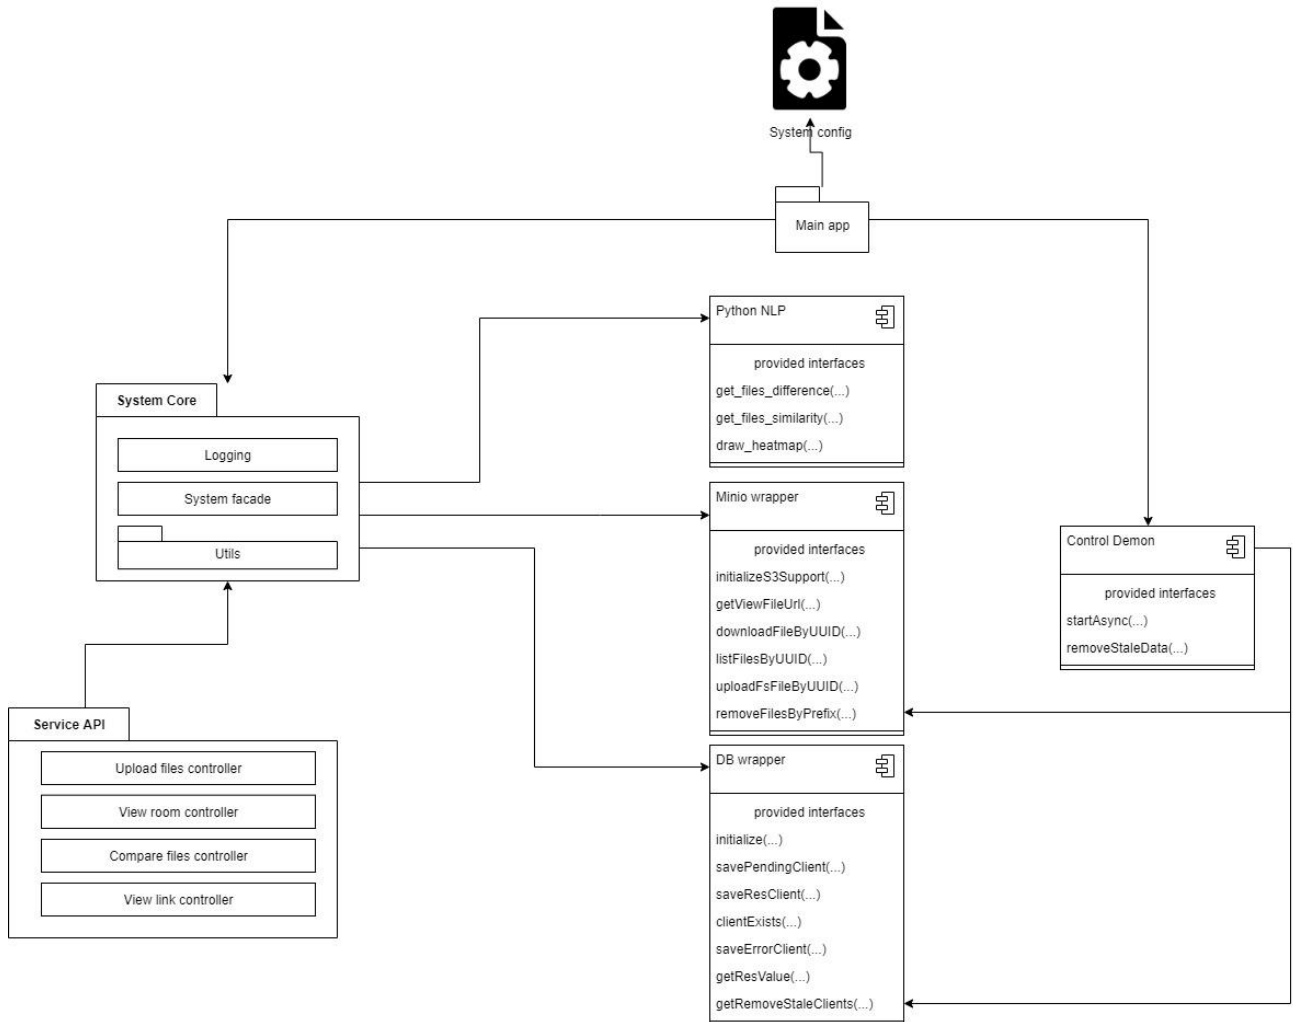 System config
Main app
Python NLP
provided interfaces
get_files_difference(...)
get_files_similarity(...)
draw_heatmap(...)
System Core
Logging
System facade
Utils
Minio wrapper
provided interfaces
initializeS3Support(...)
getViewFileUrl(...)
downloadFileByUUID(...)
listFilesByUUID(...)
uploadFsFileByUUID(...)
removeFilesByPrefix(...)
Control Demon
provided interfaces
startAsync(...)
removeStaleData(...)
Service API
Upload files controller
View room controller
Compare files controller
View link controller
DB wrapper
provided interfaces
initialize(...)
savePendingClient(...)
saveResClient(...)
clientExists(...)
saveErrorClient(...)
getResValue(...)
getRemoveStaleClients(...)